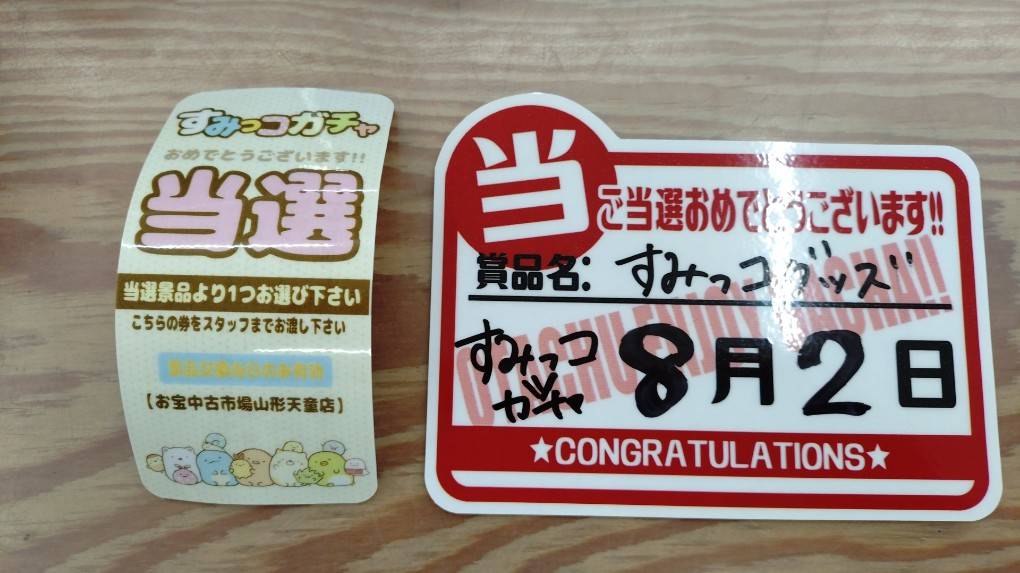 すみっコガチャ
おめでとうございます!!
当選
当選景品より1つお選び下さい
こちらの券をスタッフまでお渡し下さい
【お宝中古市場山形天童店】
当
ご当選おめでとうございます!!
賞品名: すみっコグッズ
すみっコ
ガチャ
8月2日
★CONGRATULATIONS★